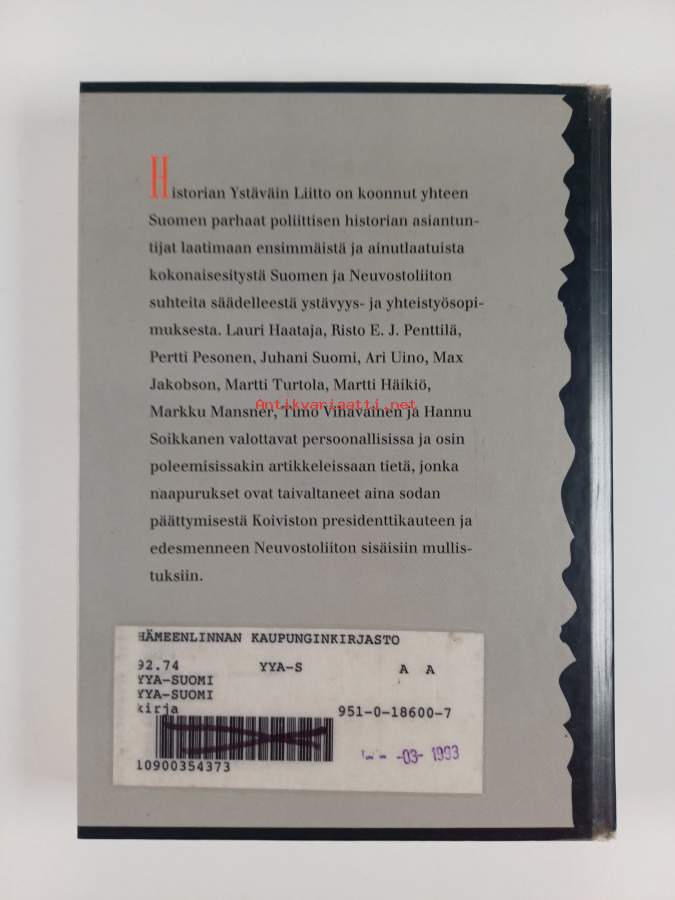 Historian Ystäväin Liitto on koonnut yhteen
Suomen parhaat poliittisen historian asiantun-
tijat laatimaan ensimmäistä ja ainutlaatuista
kokonaisesitystä Suomen ja Neuvostoliiton
suhteita säädelleestä ystävyys- ja yhteistyösopi-
muksesta. Lauri Haataja, Risto E. J. Penttilä,
Pertti Pesonen, Juhani Suomi, Ari Uino, Max
Jakobson, Martti Turtola, Martti Häikiö,
Antikvariaatti.net
Markku Mansner, Timo Vihavainen ja Hannu
Soikkanen valottavat persoonallisissa ja osin
poleemisissakin artikkeleissaan tietä, jonka
naapurukset ovat taivaltaneet aina sodan
päättymisestä Koiviston presidenttikauteen ja
edesmenneen Neuvostoliiton sisäisiin mullis-
tuksiin.
HÄMEENLINNAN KAUPUNGINKIRJASTO
92.74 YYA-S A A
YYA-SUOMI
YYA-SUOMI
kirja 951-0-18600-7
-03- 1993
10900354373